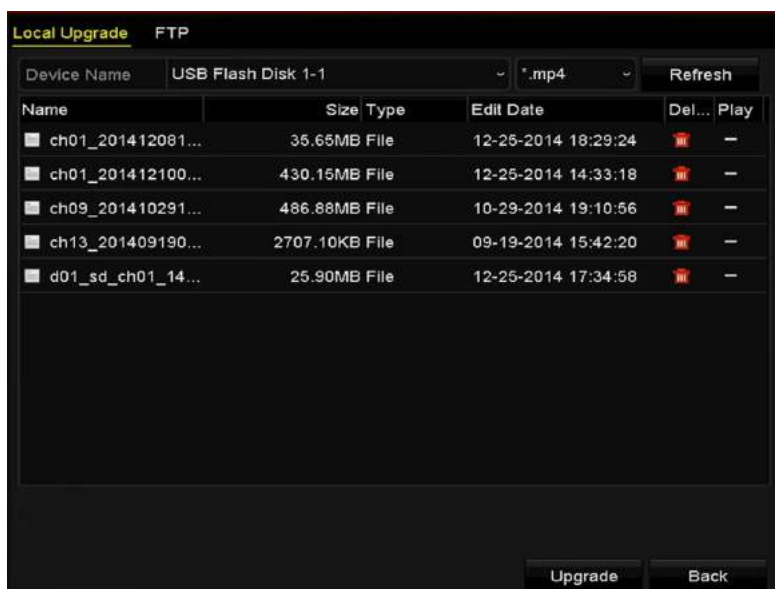 Local Upgrade FTP
Device Name USB Flash Disk 1-1 *.mp4 Refresh
Name Size Type Edit Date Del... Play
ch01_201412081... 35.65MB File 12-25-2014 18:29:24 —
ch01_201412100... 430.15MB File 12-25-2014 14:33:18 —
ch09_201410291... 486.88MB File 10-29-2014 19:10:56 —
ch13_201409190... 2707.10KB File 09-19-2014 15:42:20 —
d01_sd_ch01_14... 25.90MB File 12-25-2014 17:34:58 —
Upgrade Back